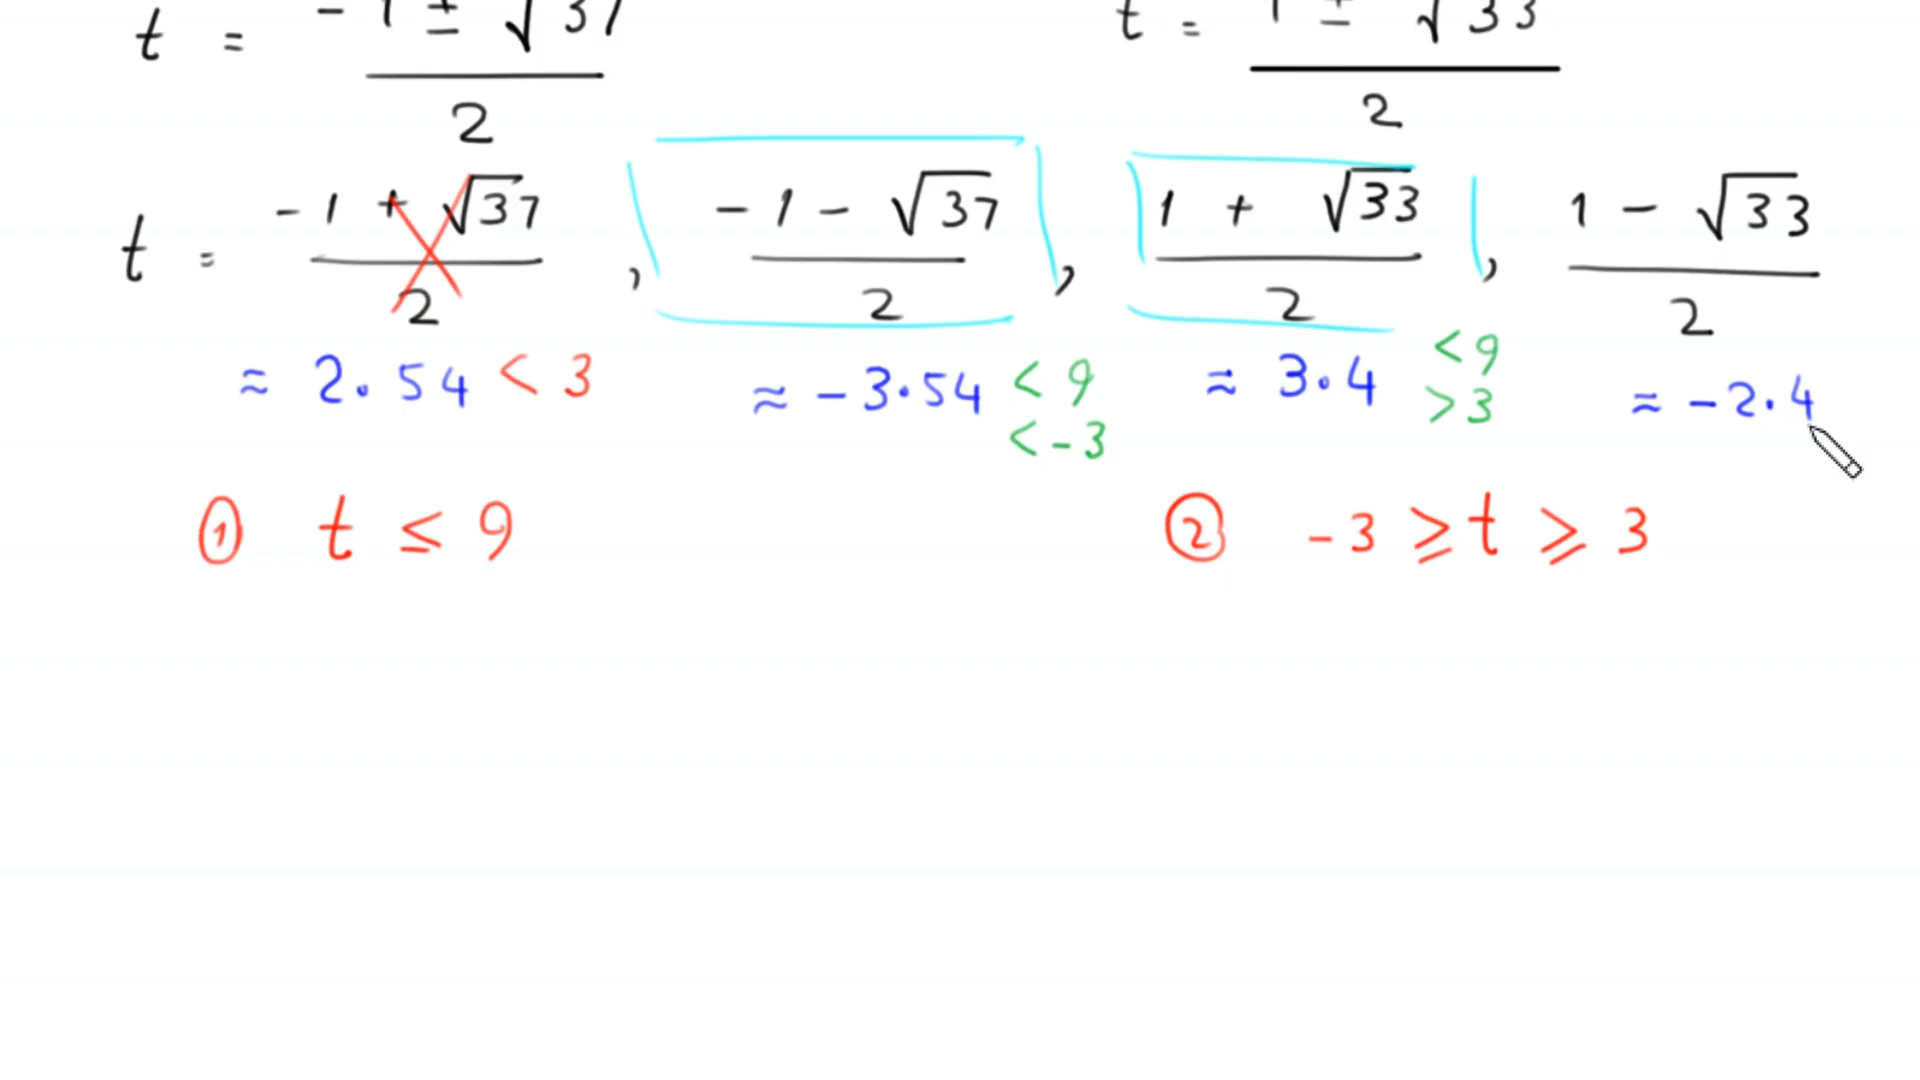 t = (-1 ± √37)/2    t = (1 ± √33)/2
t = (-1 + √37)/2 , (-1 - √37)/2 , (1 + √33)/2 , (1 - √33)/2
≈ 2.54 < 3    ≈ -3.54 < 9 < -3    ≈ 3.4 < 9 > 3    ≈ -2.4
① t ≤ 9    ② -3 ⩾ t ⩾ 3